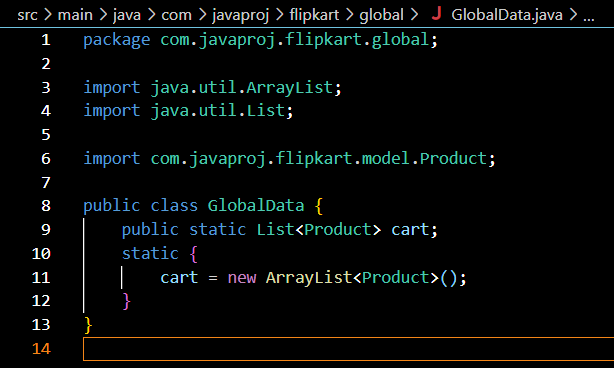 src > main > java > com > javaproj > flipkart > global > J GlobalData.java > ...
1 package com.javaproj.flipkart.global;
2
3 import java.util.ArrayList;
4 import java.util.List;
5
6 import com.javaproj.flipkart.model.Product;
7
8 public class GlobalData {
9     public static List<Product> cart;
10     static {
11         cart = new ArrayList<Product>();
12     }
13 }
14